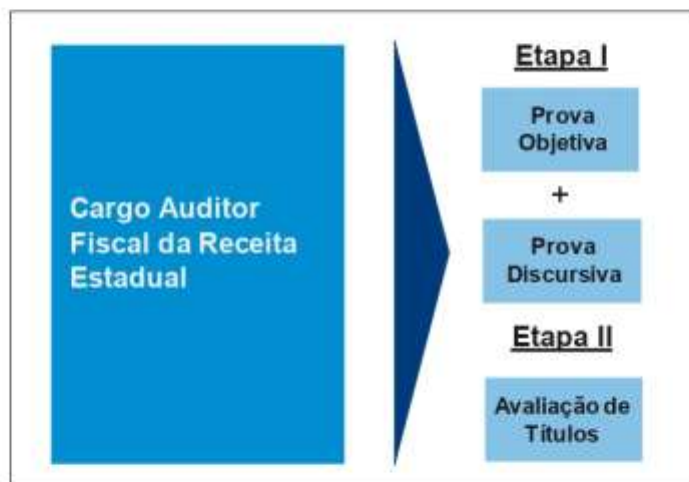 Cargo Auditor
Fiscal da Receita
Estadual
Etapa I
Prova
Objetiva
+
Prova
Discursiva
Etapa II
Avaliação de
Títulos